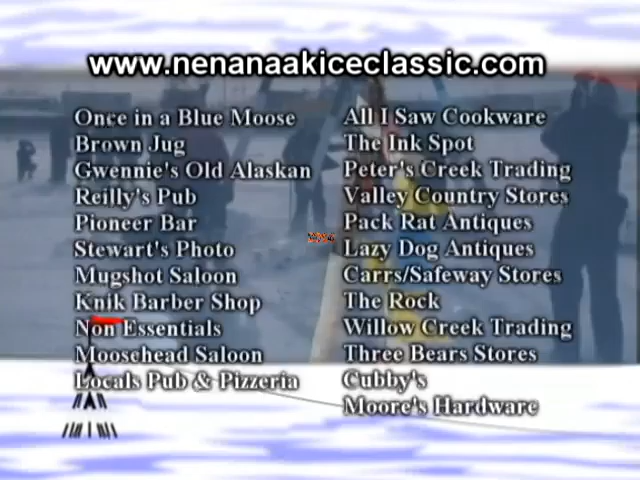 www.nenanaakiceclassic.com
Once in a Blue Moose
Brown Jug
Gwennie's Old Alaskan
Reilly's Pub
Pioneer Bar
Stewart's Photo
Mugshot Saloon
Knik Barber Shop
Non Essentials
Moosehead Saloon
Locals Pub & Pizzeria
All I Saw Cookware
The Ink Spot
Peter's Creek Trading
Valley Country Stores
Pack Rat Antiques
Lazy Dog Antiques
Carrs/Safeway Stores
The Rock
Willow Creek Trading
Three Bears Stores
Cubby's
Moore's Hardware